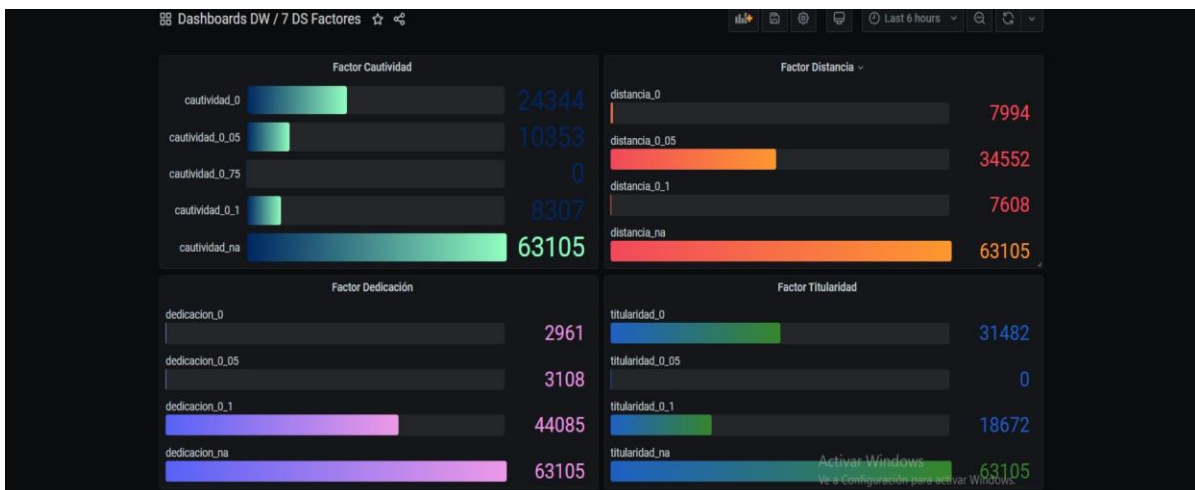 Dashboards DW / 7 DS Factores
Last 6 hours
Factor Cautividad
cautividad_0 24344
cautividad_0_05 10353
cautividad_0_75 0
cautividad_0_1 8307
cautividad_na 63105
Factor Distancia
distancia_0
7994
distancia_0_05
34552
distancia_0_1
7608
distancia_na
63105
Factor Dedicación
dedicacion_0
2961
dedicacion_0_05
3108
dedicacion_0_1
44085
dedicacion_na
63105
Factor Titularidad
titularidad_0
31482
titularidad_0_05
0
titularidad_0_1
18672
titularidad_na
63105
Activar Windows
Ve a Configuración para activar Windows.